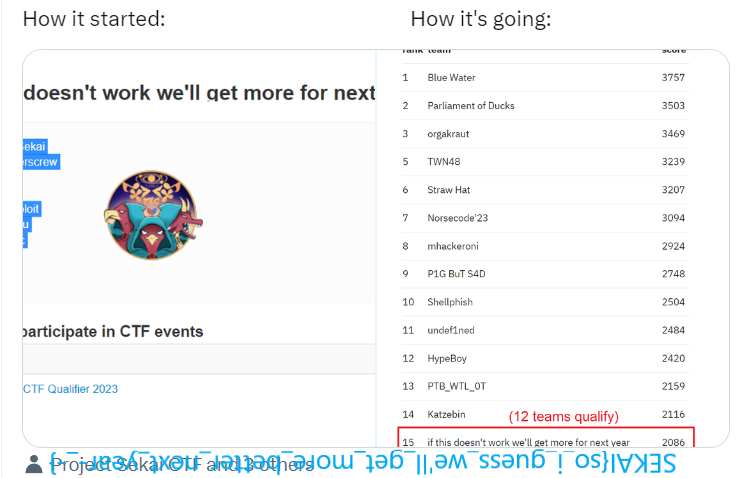 How it started:
doesn't work we'll get more for next
ekai
rscrew
loit
u
participate in CTF events
CTF Qualifier 2023
How it's going:
rank team score
1 Blue Water 3757
2 Parliament of Ducks 3503
3 orgakraut 3469
5 TWN48 3239
6 Straw Hat 3207
7 Norsecode'23 3094
8 mhackeroni 2924
9 P1G BuT S4D 2748
10 Shellphish 2504
11 undef1ned 2484
12 HypeBoy 2420
13 PTB_WTL_0T 2159
14 Katzebin 2116
(12 teams qualify)
15 if this doesn't work we'll get more for next year 2086
Project Sekai CTF and 3 others
SEKAI{so_i_guess_we'll_get_more_better_next_year